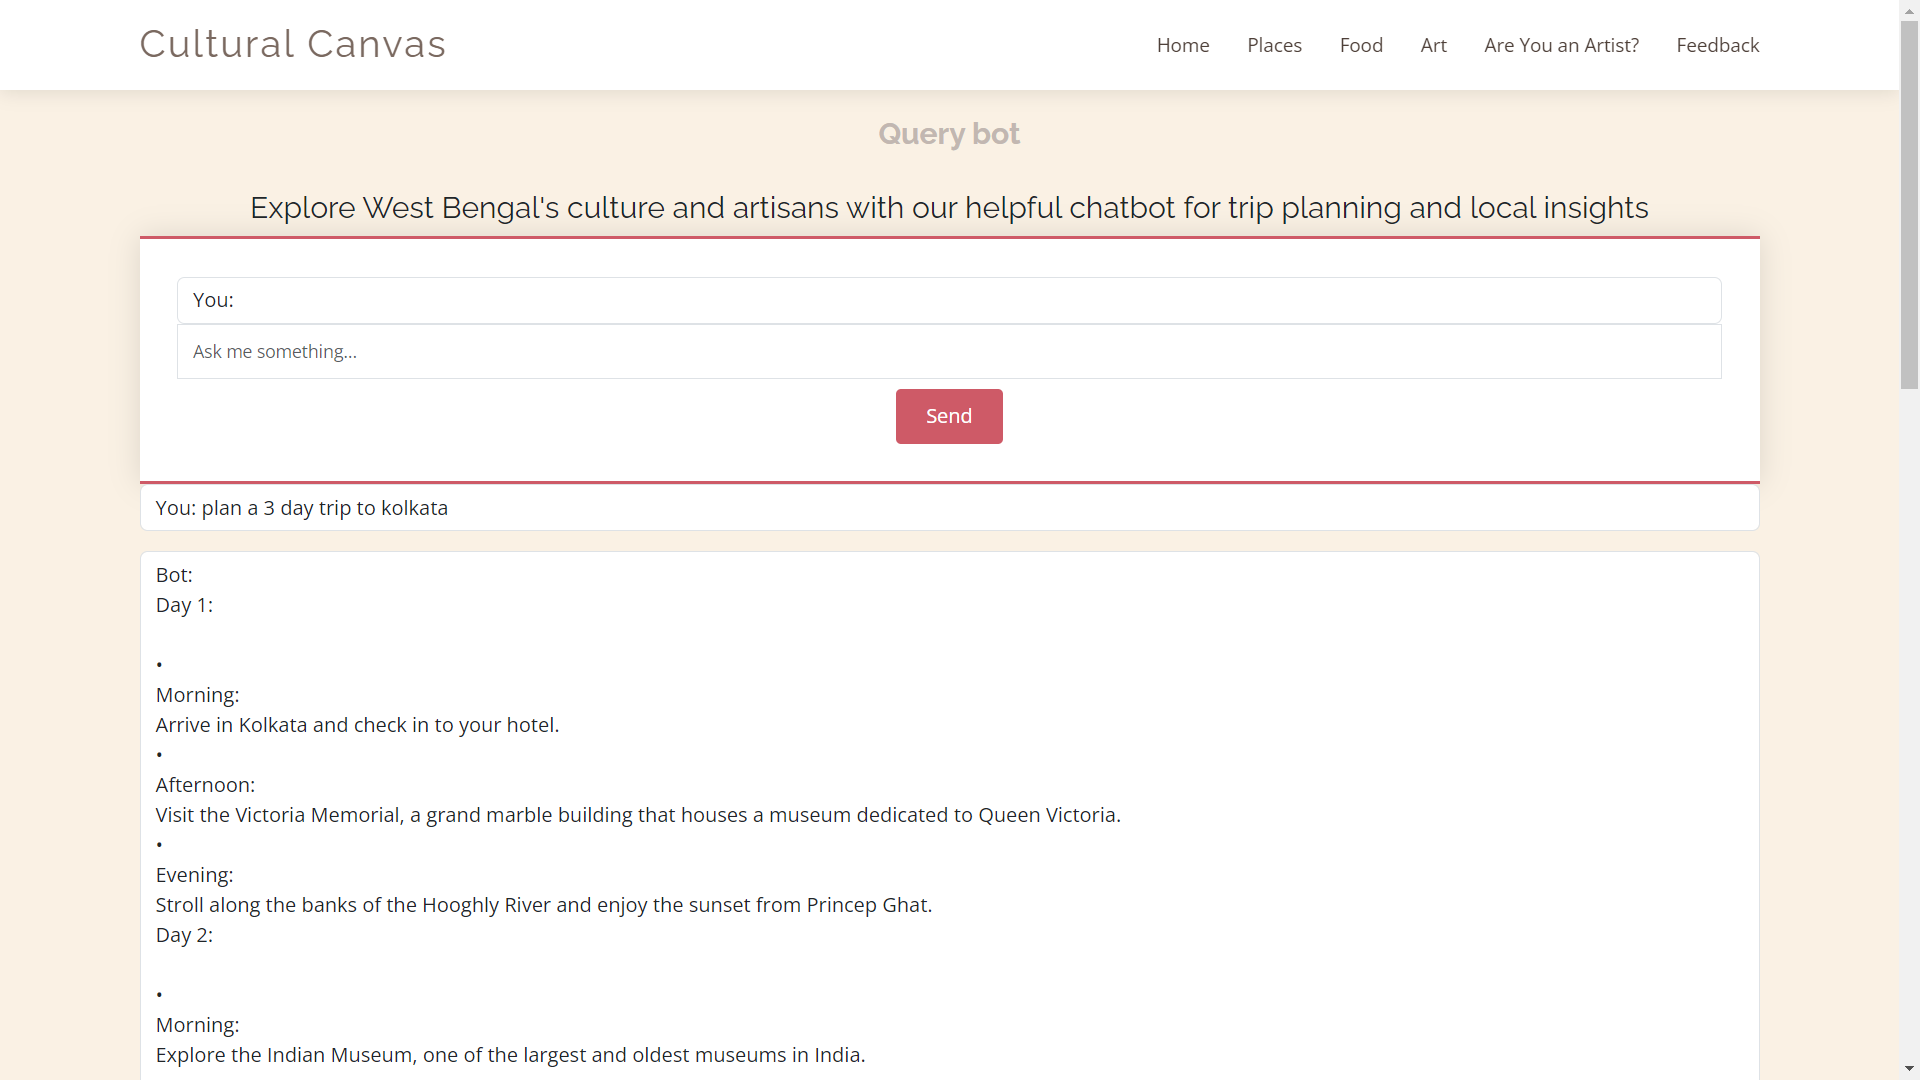 Cultural Canvas
Home Places Food Art Are You an Artist? Feedback
Query bot
Explore West Bengal's culture and artisans with our helpful chatbot for trip planning and local insights
You:
Ask me something...
Send
You: plan a 3 day trip to kolkata
Bot:
Day 1:
•
Morning:
Arrive in Kolkata and check in to your hotel.
•
Afternoon:
Visit the Victoria Memorial, a grand marble building that houses a museum dedicated to Queen Victoria.
•
Evening:
Stroll along the banks of the Hooghly River and enjoy the sunset from Princep Ghat.
Day 2:
•
Morning:
Explore the Indian Museum, one of the largest and oldest museums in India.